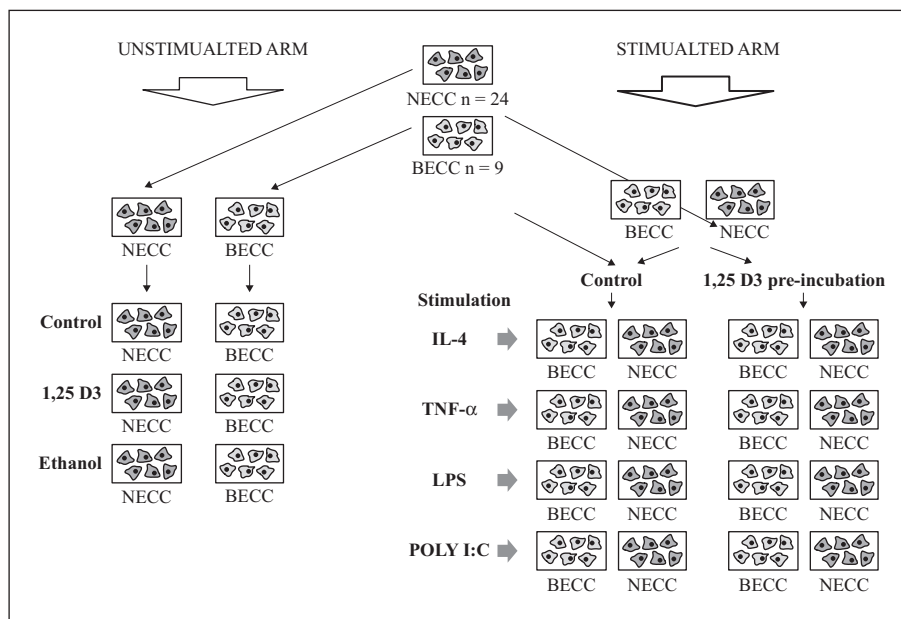 UNSTIMUALTED ARM
STIMUALTED ARM
NECC n = 24
BECC n = 9
NECC
BECC
BECC
NECC
Control
NECC
BECC
1,25 D3
NECC
BECC
Ethanol
NECC
BECC
Control
1,25 D3 pre-incubation
Stimulation
IL-4
BECC
NECC
BECC
NECC
TNF-α
BECC
NECC
BECC
NECC
LPS
BECC
NECC
BECC
NECC
POLY I:C
BECC
NECC
BECC
NECC